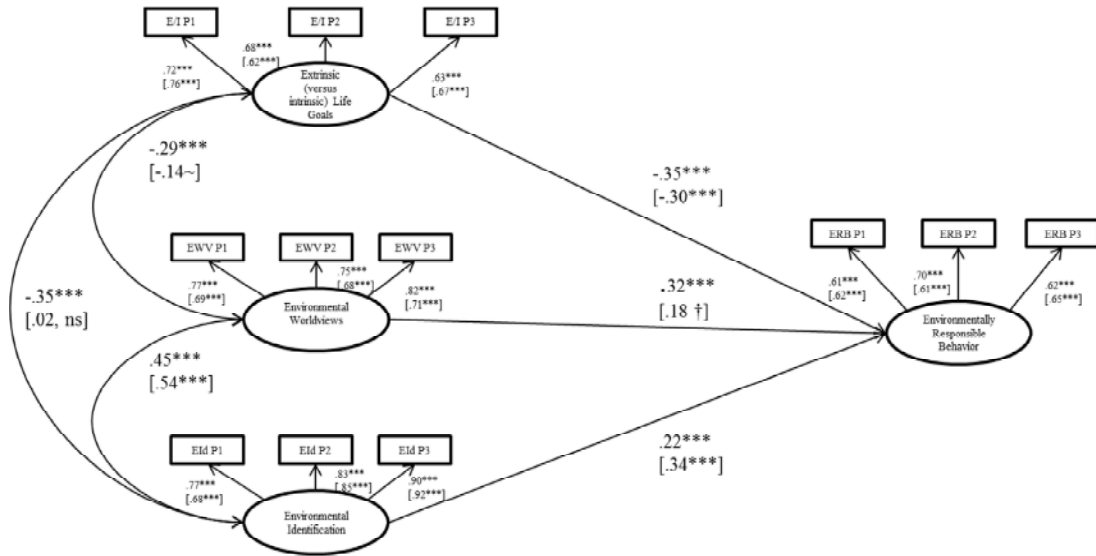 E/I P1
E/I P2
E/I P3
.72***
[.76***]
.68***
[.62***]
.63***
[.67***]
Extrinsic
(versus
intrinsic) Life
Goals
-.29***
[-.14~]
-.35***
[-.30***]
EWV P1
EWV P2
EWV P3
.77***
[.69***]
.75***
[.68***]
.82***
[.71***]
Environmental
Worldviews
-.35***
[.02, ns]
.32***
[.18 †]
ERB P1
ERB P2
ERB P3
.61***
[.62***]
.70***
[.61***]
.62***
[.65***]
Environmentally
Responsible
Behavior
.45***
[.54***]
.22***
[.34***]
EId P1
EId P2
EId P3
.77***
[.68***]
.83***
[.85***]
.90***
[.92***]
Environmental
Identification